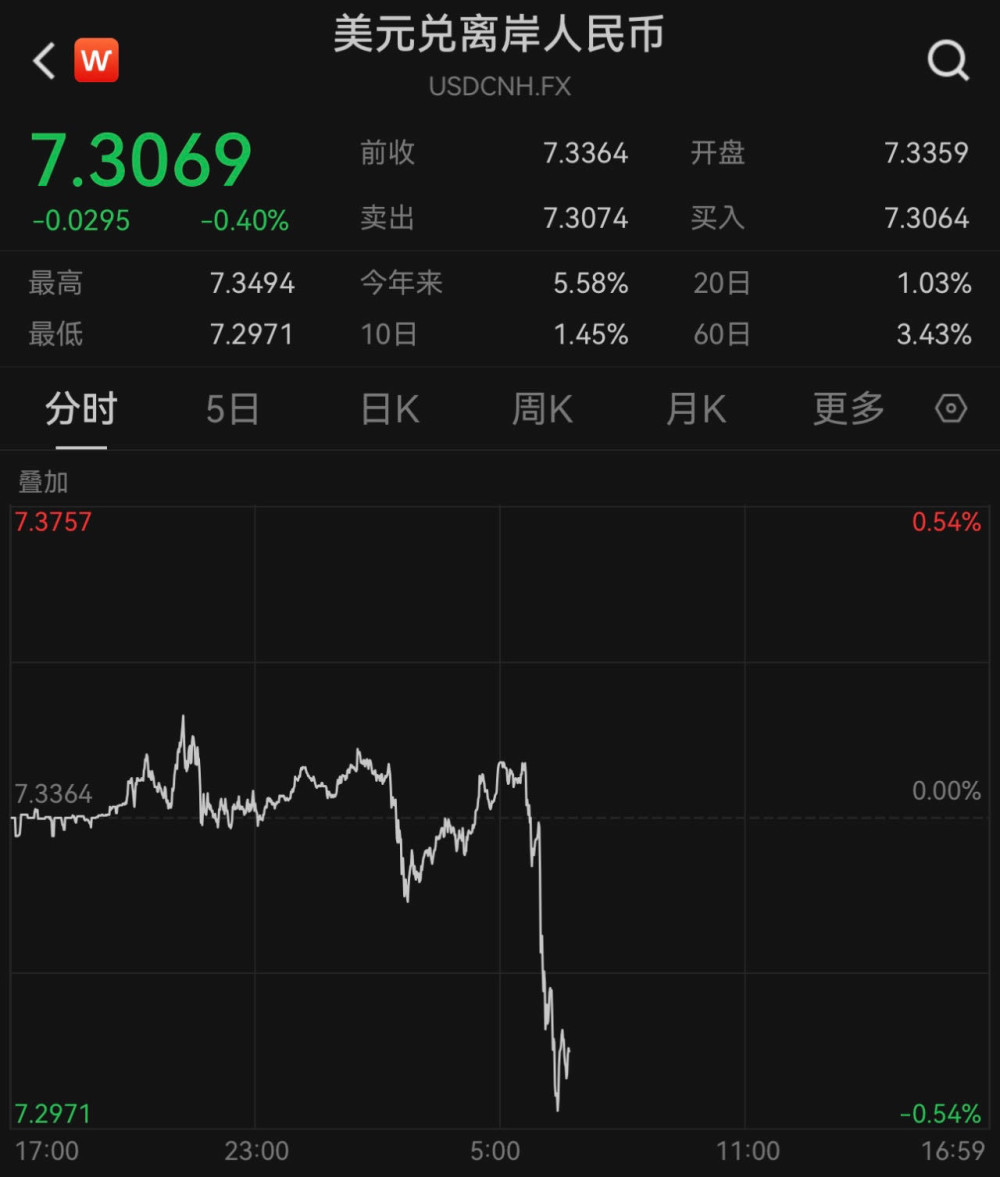 美元兑离岸人民币
W
USDCNH.FX
7.3069
-0.0295 -0.40%
前收 7.3364 开盘 7.3359
卖出 7.3074 买入 7.3064
最高 7.3494 今年来 5.58% 20日 1.03%
最低 7.2971 10日 1.45% 60日 3.43%
分时 5日 日K 周K 月K 更多
叠加
7.3757 0.54%
7.3364 0.00%
7.2971 -0.54%
17:00 23:00 5:00 11:00 16:59